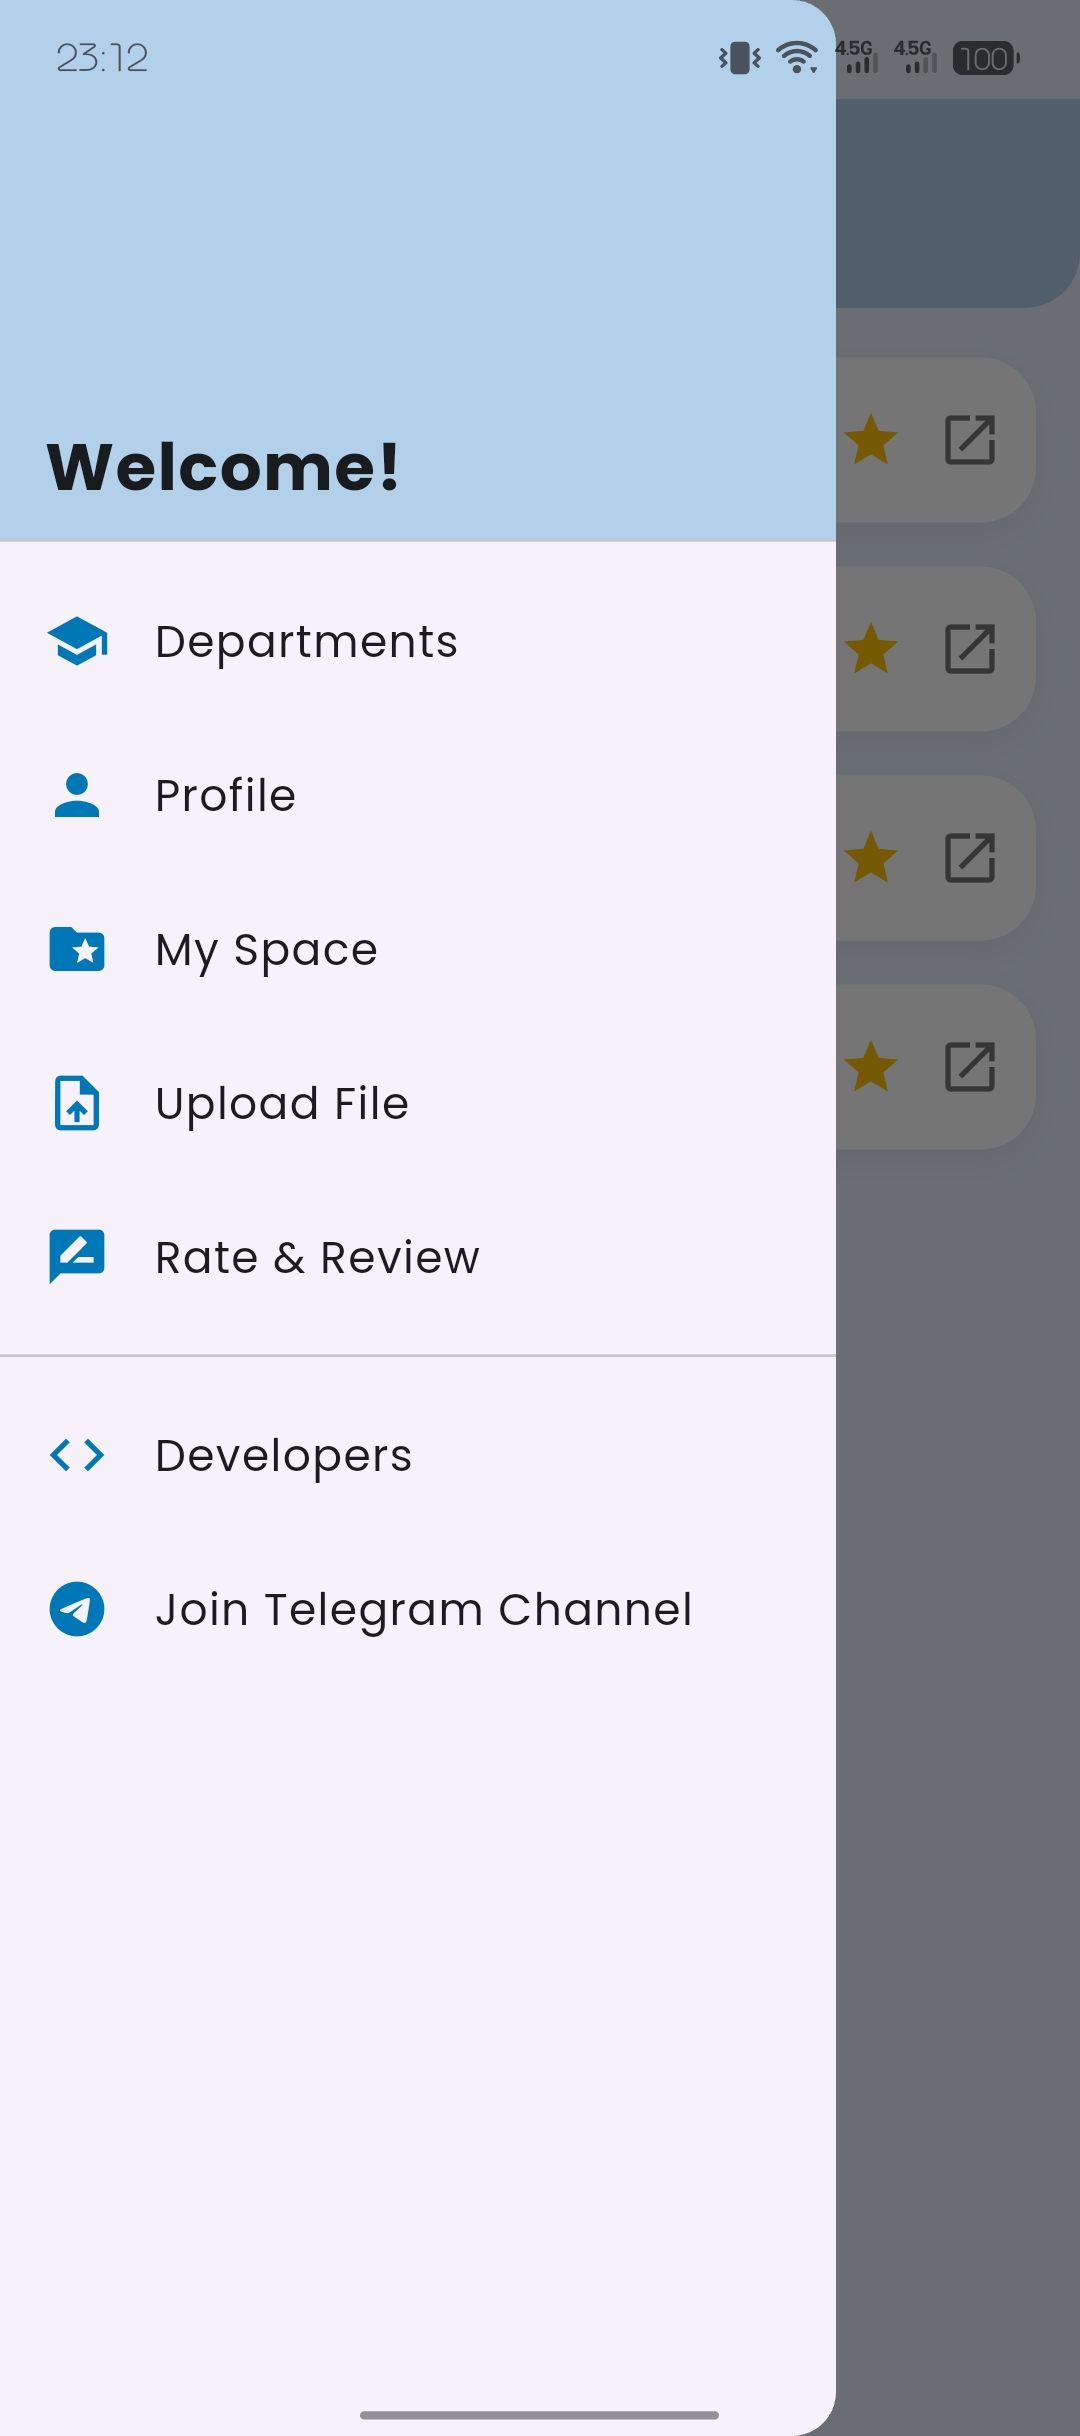 23:12
4.5G 4.5G 100
Welcome!
Departments
Profile
My Space
Upload File
Rate & Review
Developers
Join Telegram Channel